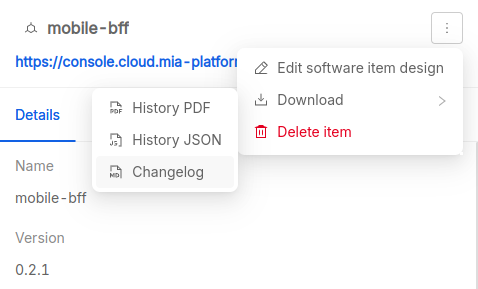 mobile-bff
https://console.cloud.mia-platfor
Edit software item design
Download
Delete item
History PDF
History JSON
Changelog
Details
Name
mobile-bff
Version
0.2.1